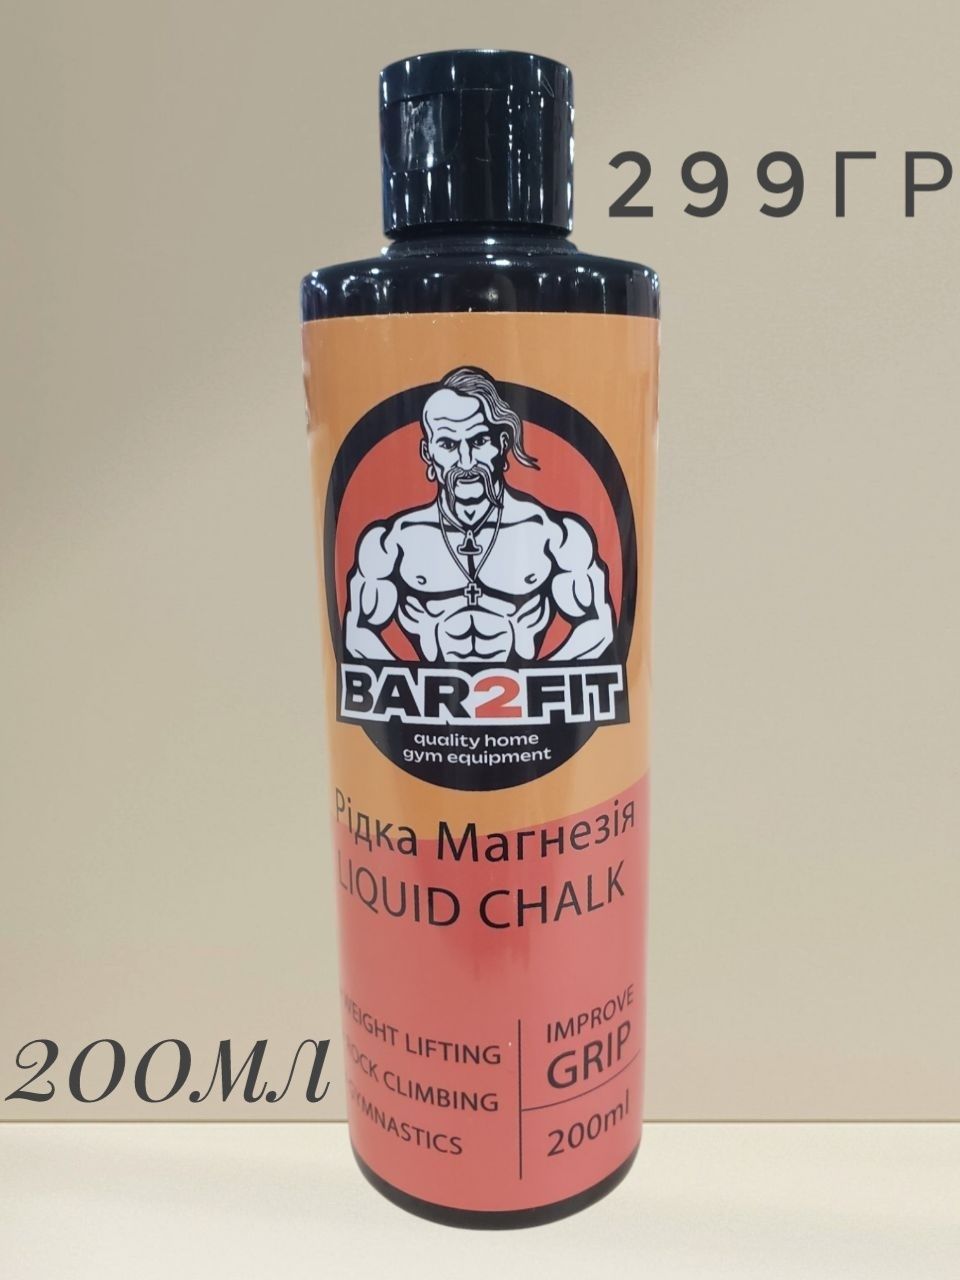 299ГР
BAR2FIT
quality home
gym equipment
Рідка Магнезія
LIQUID CHALK
WEIGHT LIFTING
ROCK CLIMBING
GYMNASTICS
IMPROVE
GRIP
200ml
200МЛ